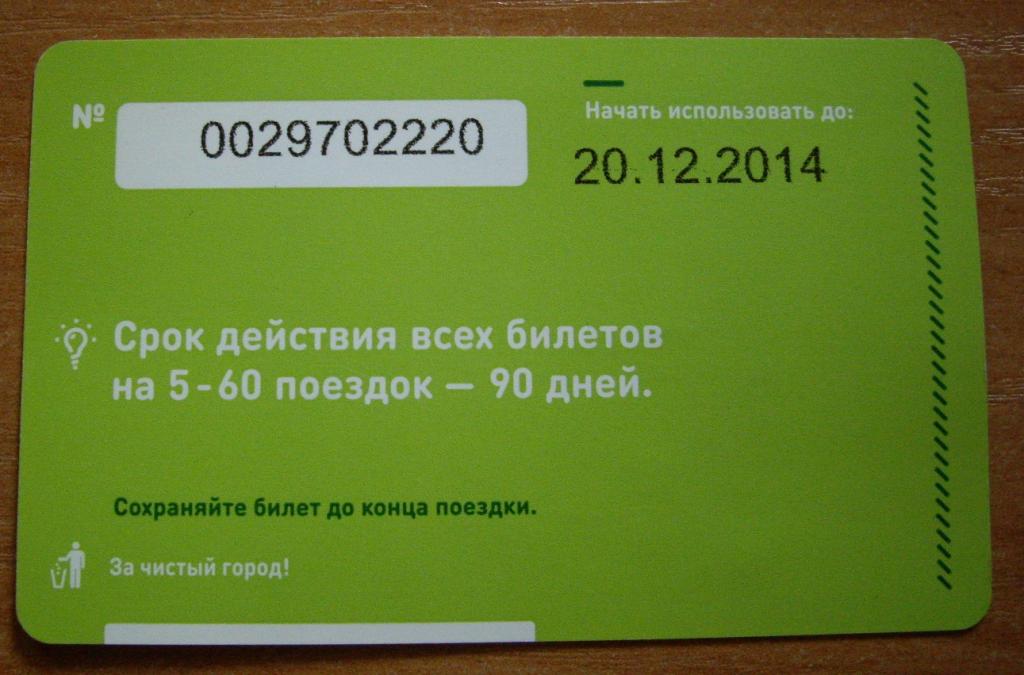 № 0029702220
Начать использовать до:
20.12.2014
Срок действия всех билетов
на 5-60 поездок — 90 дней.
Сохраняйте билет до конца поездки.
За чистый город!